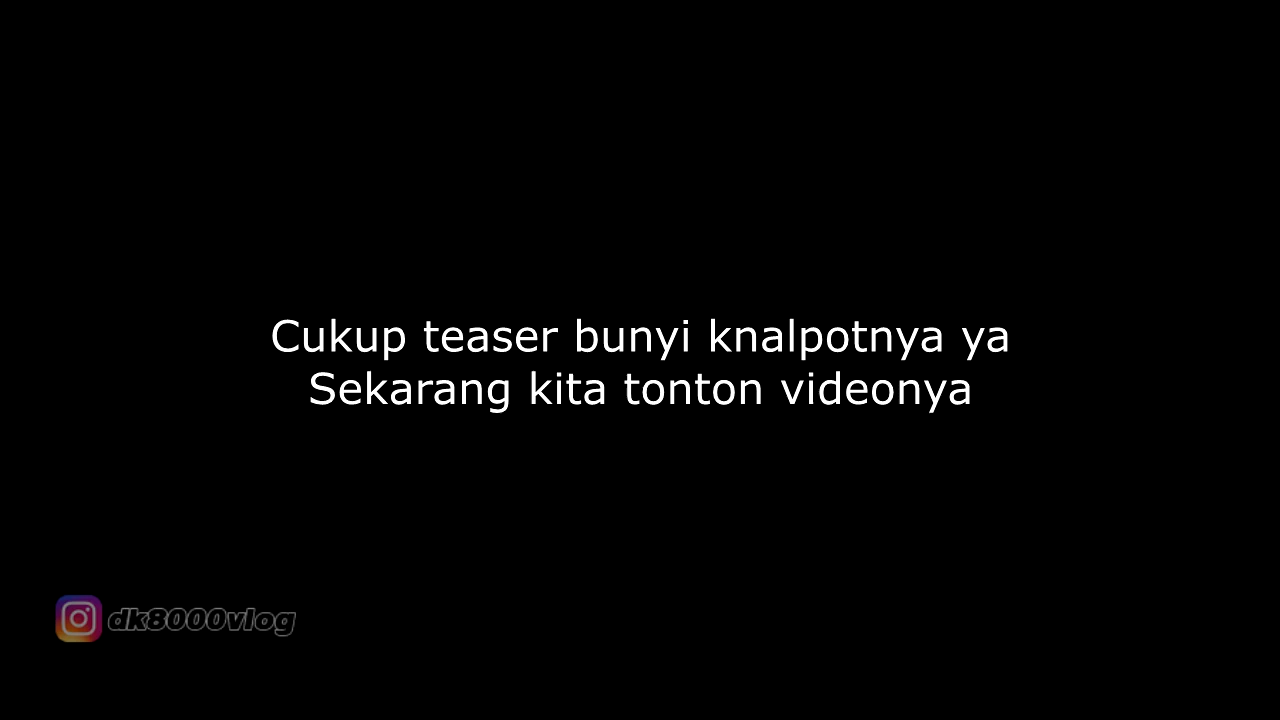 Cukup teaser bunyi knalpotnya ya
Sekarang kita tonton videonya
dk8000vlog